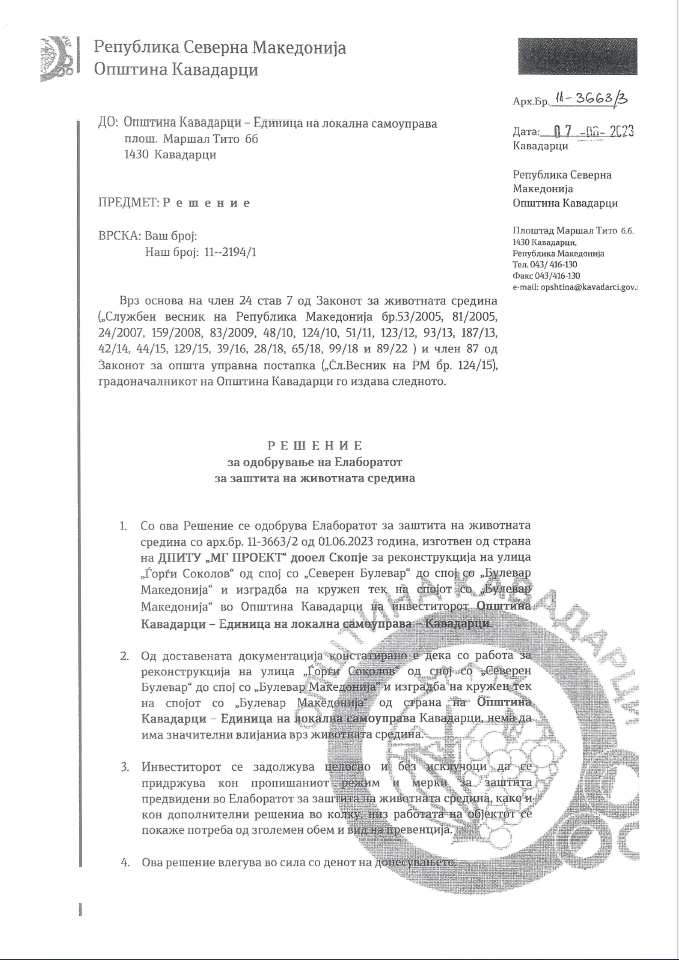 Република Северна Македонија
Општина Кавадарци
Арх.Бр. 11-3663/3
Дата: 07 -06- 2023
Кавадарци
Република Северна
Македонија
Општина Кавадарци
Плоштад Маршал Тито б.б.
1430 Кавадарци,
Република Македонија
Тел. 043/ 416-130
Факс 043/416-130
e-mail: opshtina@kavadarci.gov.
ДО: Општина Кавадарци – Единица на локална самоуправа
плош. Маршал Тито бб
1430 Кавадарци
ПРЕДМЕТ: Р е ш е н и е
ВРСКА: Ваш број:
Наш број: 11--2194/1
Врз основа на член 24 став 7 од Законот за животната средина
(„Службен весник на Република Македонија бр.53/2005, 81/2005,
24/2007, 159/2008, 83/2009, 48/10, 124/10, 51/11, 123/12, 93/13, 187/13,
42/14, 44/15, 129/15, 39/16, 28/18, 65/18, 99/18 и 89/22 ) и член 87 од
Законот за општа управна постапка („Сл.Весник на РМ бр. 124/15),
градоначалникот на Општина Кавадарци го издава следното.
Р Е Ш Е Н И Е
за одобрување на Елаборатот
за заштита на животната средина
1. Со ова Решение се одобрува Елаборатот за заштита на животната
средина со арх.бр. 11-3663/2 од 01.06.2023 година, изготвен од страна
на ДПИТУ „МГ ПРОЕКТ“ дооел Скопје за реконструкција на улица
„Ѓорѓи Соколов“ од спој со „Северен Булевар“ до спој со „Булевар
Македонија“ и изградба на кружен тек на спојот со „Булевар
Македонија“ во Општина Кавадарци на инвеститорот Општина
Кавадарци – Единица на локална самоуправа – Кавадарци.
2. Од доставената документација констатирано е дека со работа за
реконструкција на улица „Ѓорѓи Соколов“ од спој со „Северен
Булевар“ до спој со „Булевар Македонија“ и изградба на кружен тек
на спојот со „Булевар Македонија“ од страна на Општина
Кавадарци – Единица на локална самоуправа Кавадарци, нема да
има значителни влијаниа врз животната средина.
3. Инвеститорот се задолжува целосно и без исклучоци да се
придржува кон пропишаниот режим и мерки за заштита
предвидени во Елаборатот за заштита на животната средина, како и
кон дополнителни решениа во колку, низ работата на објектот се
покаже потреба од зголемен обем и вид на превенција.
4. Ова решение влегува во сила со денот на донесувањето.
ОПШТИНА КАВАДАРЦИ